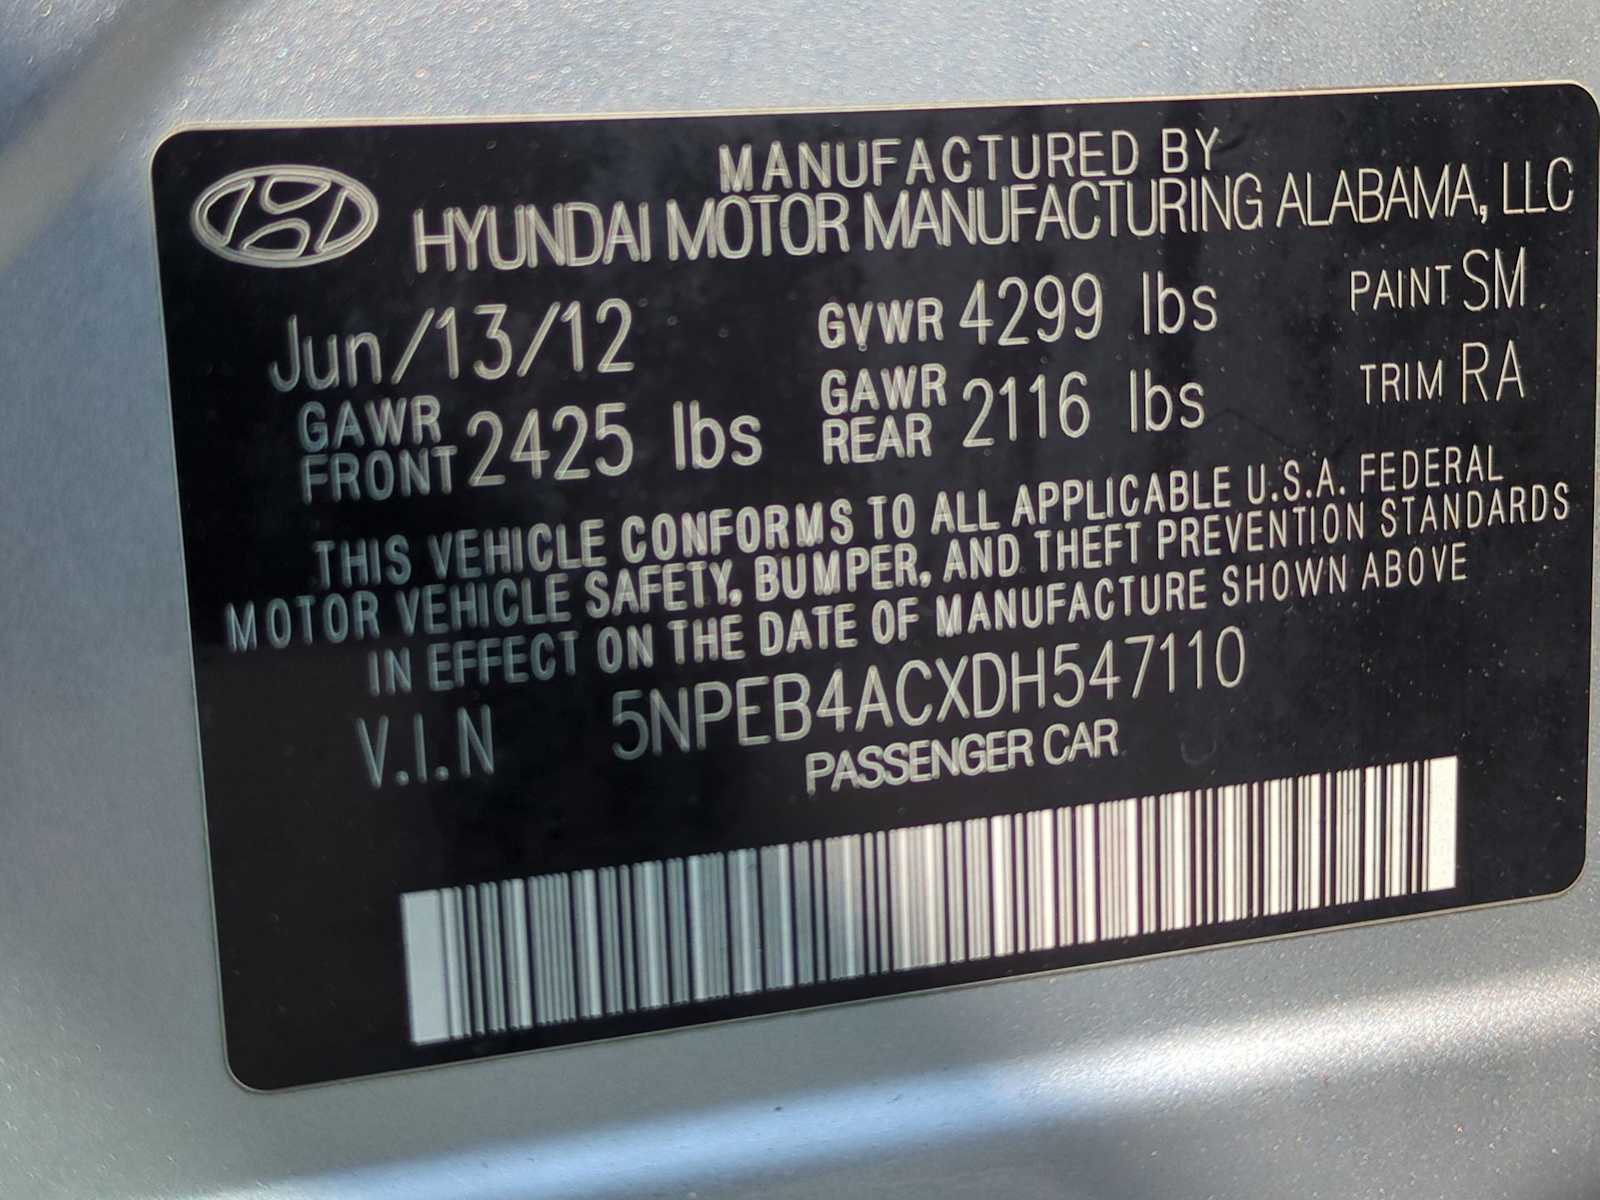 MANUFACTURED BY
HYUNDAI MOTOR MANUFACTURING ALABAMA, LLC
Jun/13/12 GVWR 4299 lbs PAINT SM
GAWR FRONT 2425 lbs GAWR REAR 2116 lbs TRIM RA
THIS VEHICLE CONFORMS TO ALL APPLICABLE U.S.A. FEDERAL
MOTOR VEHICLE SAFETY, BUMPER, AND THEFT PREVENTION STANDARDS
IN EFFECT ON THE DATE OF MANUFACTURE SHOWN ABOVE
V.I.N 5NPEB4ACXDH547110
PASSENGER CAR